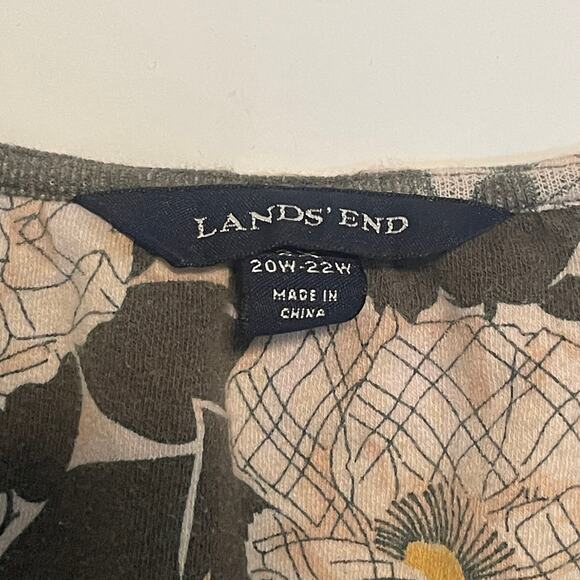 LANDS' END
20W-22W
MADE IN
CHINA